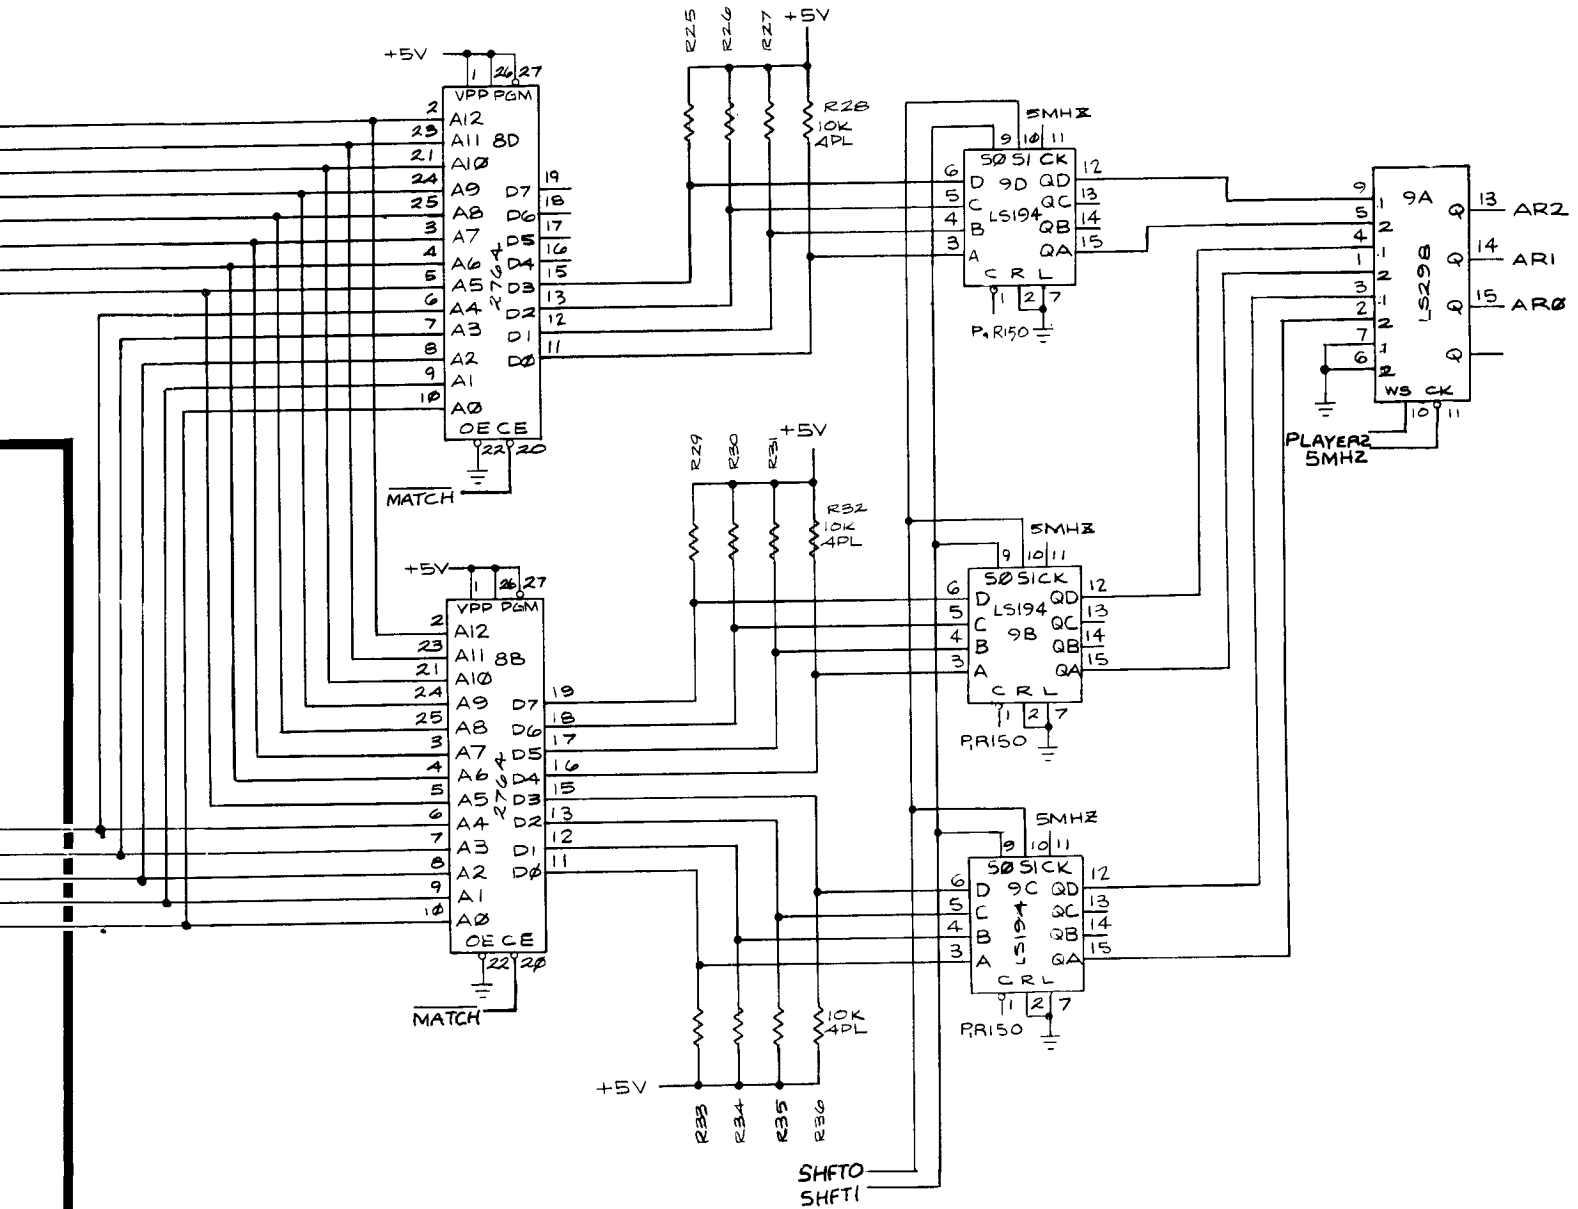 R25 R26 R27 +5V
R28
10K
4PL
+5V
1 26 27
VPP PGM
2 A12
23 A11 8D
21 A10
24 A9 D7 19
25 A8 D6 18
3 A7 D5 17
4 A6 D4 16
5 A5 D3 15
6 A4 D2 13
7 A3 D1 12
8 A2 DØ 11
9 A1
10 AØ
2764
OE CE
22 20
MATCH
5MHZ
9 10 11
SØ S1 CK
6 D 9D QD 12
5 C LS194 QC 13
4 B QB 14
3 A QA 15
C R L
1 2 7
9 1 9A Q 13 AR2
5 2
4 1 Q 14 AR1
1 2
3 1 Q 15 ARØ
2 2
7 1 Q
6 2
LS298
WS CK
10 11
PLAYER2
5MHZ
R29 R30 R31 +5V
R32
10K
4PL
+5V
1 26 27
VPP PGM
2 A12
23 A11 8B
21 A10
24 A9 D7 19
25 A8 D6 18
3 A7 D5 17
4 A6 D4 16
5 A5 D3 15
6 A4 D2 13
7 A3 D1 12
8 A2 DØ 11
9 A1
10 AØ
2764
OE CE
22 20
MATCH
5MHZ
9 10 11
SØ S1 CK
6 D LS194 QD 12
5 C 9B QC 13
4 B QB 14
3 A QA 15
C R L
1 2 7
P,R150
5MHZ
9 10 11
SØ S1 CK
6 D 9C QD 12
5 C QC 13
4 B QB 14
3 A QA 15
LS194
C R L
1 2 7
P,R150
10K
4PL
+5V
R33 R34 R35 R36
SHFT0
SHFT1